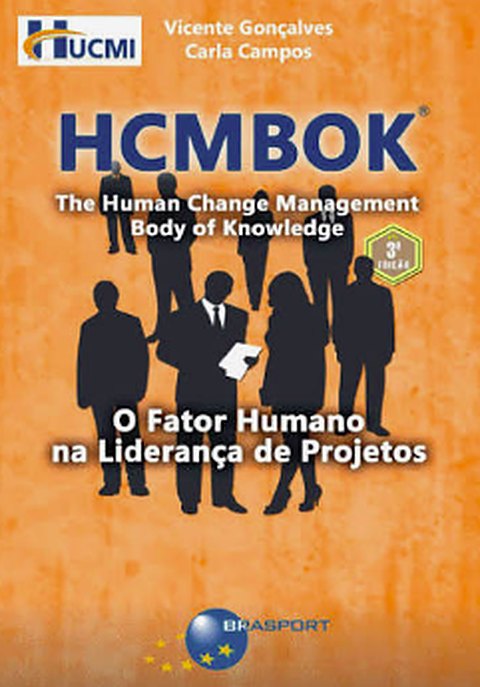 HUCMI
Vicente Gonçalves
Carla Campos
HCMBOK®
The Human Change Management
Body of Knowledge
3ª
EDIÇÃO
O Fator Humano
na Liderança de Projetos
BRASPORT